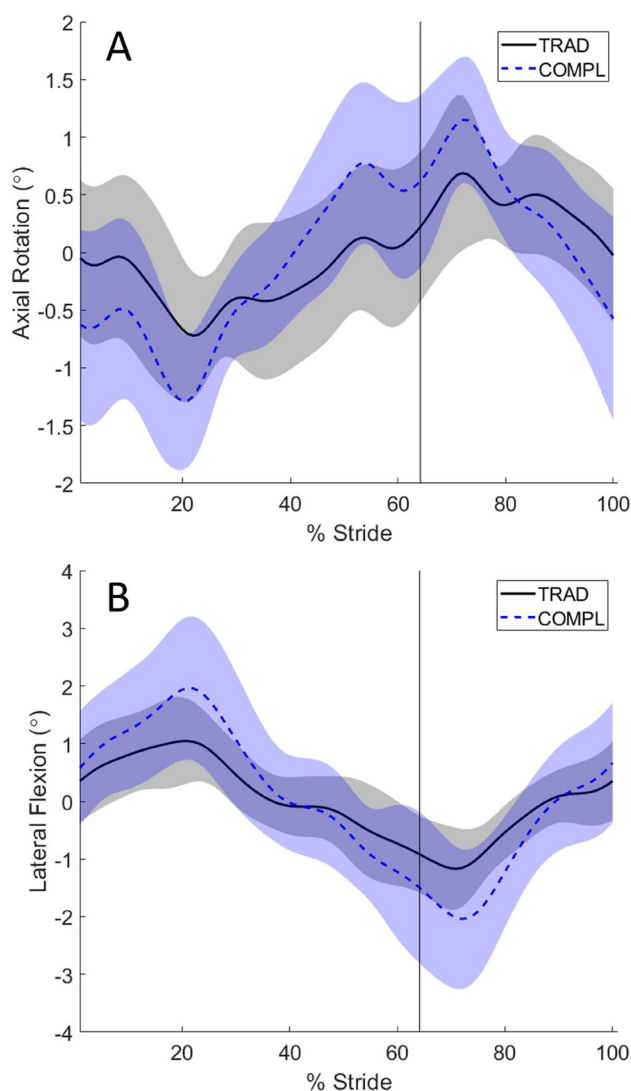 A
TRAD
COMPL
2
1.5
1
0.5
0
-0.5
-1
-1.5
-2
Axial Rotation (°)
20
40
60
80
100
% Stride
B
TRAD
COMPL
4
3
2
1
0
-1
-2
-3
-4
Lateral Flexion (°)
20
40
60
80
100
% Stride